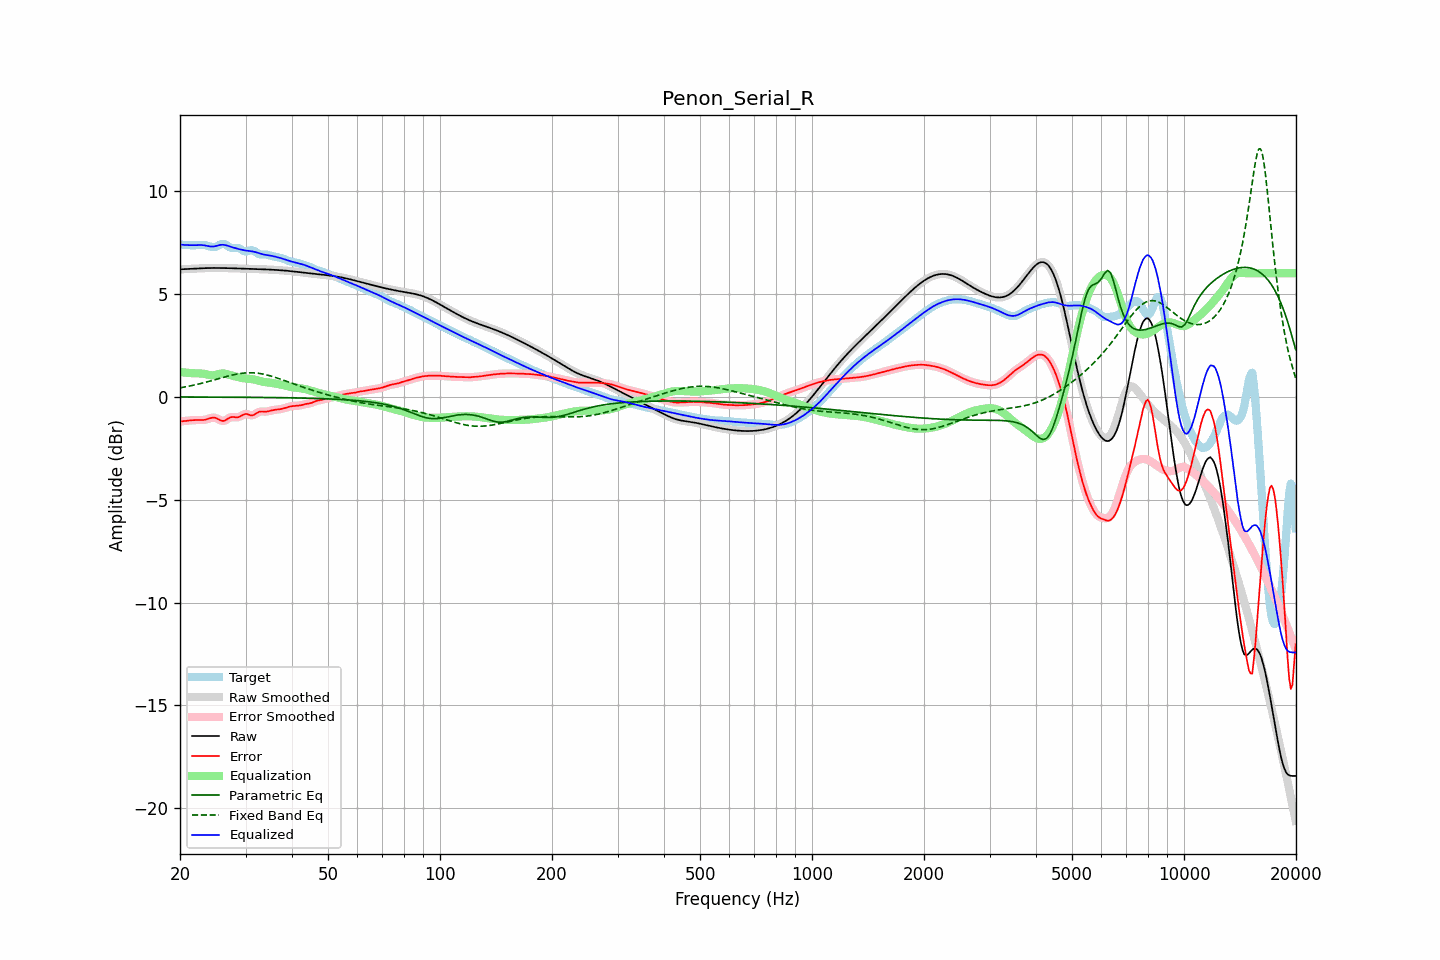 Penon_Serial_R
Amplitude (dBr)
10
5
0
−5
−10
−15
−20
Target
Raw Smoothed
Error Smoothed
Raw
Error
Equalization
Parametric Eq
Fixed Band Eq
Equalized
20 50 100 200 500 1000 2000 5000 10000 20000
Frequency (Hz)